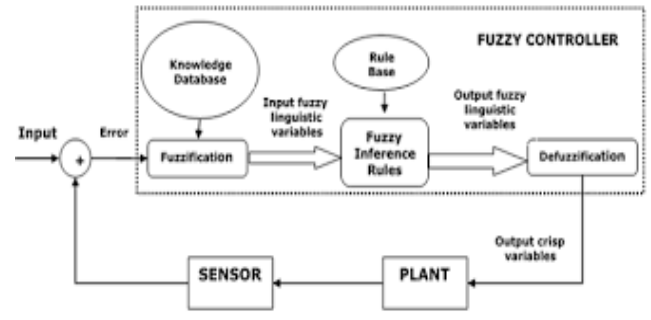 FUZZY CONTROLLER
Knowledge
Database
Rule
Base
Input fuzzy
linguistic
variables
Output fuzzy
linguistic
variables
Input
Error
+
Fuzzification
Fuzzy
Inference
Rules
Defuzzification
Output crisp
variables
SENSOR
PLANT